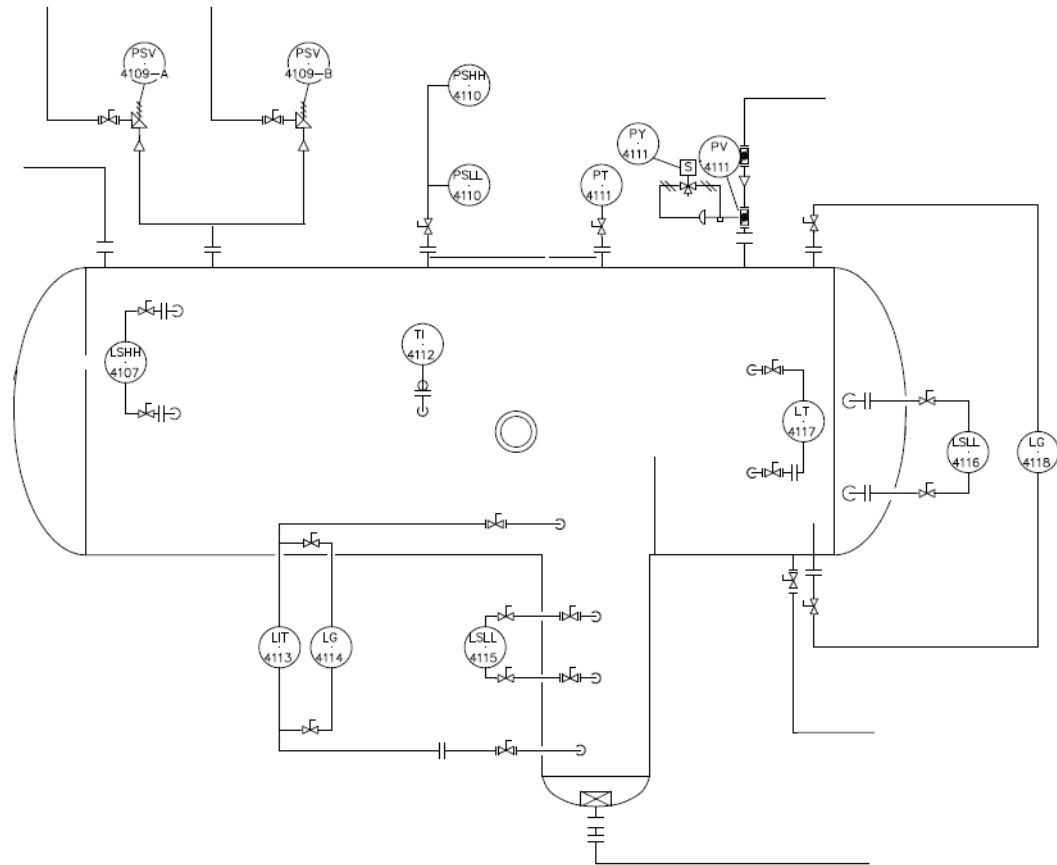 PSV
4109-A
PSV
4109-B
PSHH
4110
PY
4111
PV
4111
S
PSLL
4110
PT
4111
LSHH
4107
TI
4112
LT
4117
LSLL
4116
LG
4118
LIT
4113
LG
4114
LSLL
4115